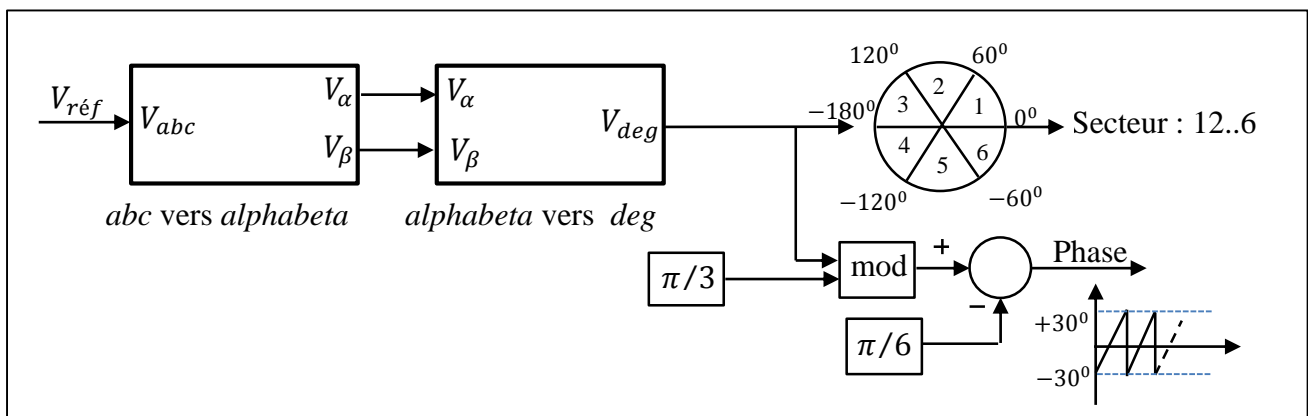 120⁰ 60⁰
V_réf V_abc V_α V_β V_α V_β V_deg −180⁰ 3 2 1 4 5 6 0⁰ Secteur : 12..6
−120⁰ −60⁰
abc vers alphabeta alphabeta vers deg
π/3 mod + − Phase
π/6
+30⁰
−30⁰